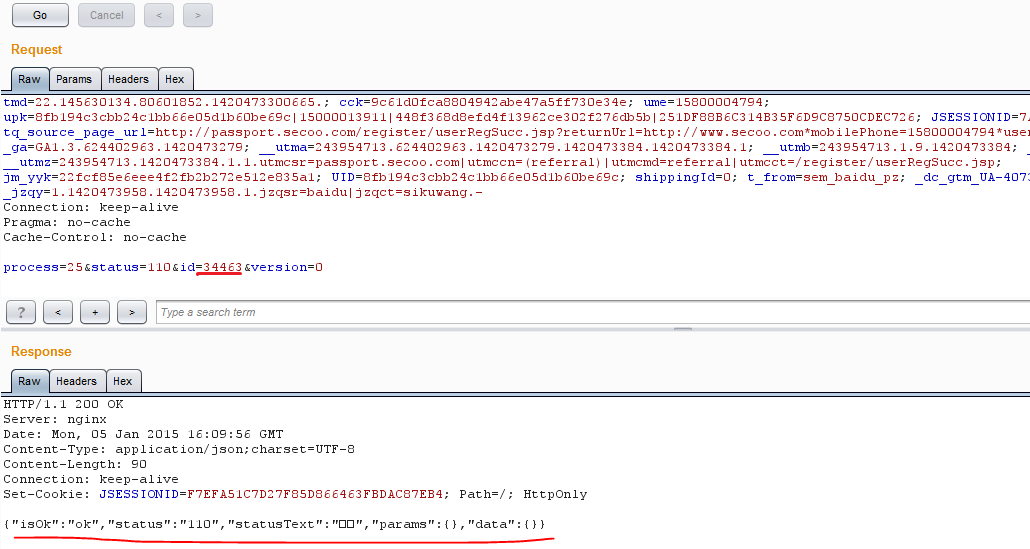 Go Cancel < >
Request
Raw Params Headers Hex
tmd=22.145630134.80601852.1420473300665.; cck=9c61d0fca8804942abe47a5ff730e34e; ume=15800004794;
upk=8fb194c3cbb24c1bb66e05d1b60be69c|15000013911|448f368d8efd4f13962ce302f276db5b|251DF88B6C314B35F6D9C8750CDEC726; JSESSIONID=7A
tq_source_page_url=http://passport.secoo.com/register/userRegSucc.jsp?returnUrl=http://www.secoo.com*mobilePhone=15800004794*user
_ga=GA1.3.624402963.1420473279; __utma=243954713.624402963.1420473279.1420473384.1420473384.1; __utmb=243954713.1.9.1420473384; _
__utmz=243954713.1420473384.1.1.utmcsr=passport.secoo.com|utmccn=(referral)|utmcmd=referral|utmcct=/register/userRegSucc.jsp;
jm_yyk=22fcf85e6eee4f2fb2b272e512e835a1; UID=8fb194c3cbb24c1bb66e05d1b60be69c; shippingId=0; t_from=sem_baidu_pz; _dc_gtm_UA-4073
_jzqy=1.1420473958.1420473958.1.jzqsr=baidu|jzqct=sikuwang.-
Connection: keep-alive
Pragma: no-cache
Cache-Control: no-cache
process=25&status=110&id=34463&version=0
? < + > Type a search term
Response
Raw Headers Hex
HTTP/1.1 200 OK
Server: nginx
Date: Mon, 05 Jan 2015 16:09:56 GMT
Content-Type: application/json;charset=UTF-8
Content-Length: 90
Connection: keep-alive
Set-Cookie: JSESSIONID=F7EFA51C7D27F85D866463FBDAC87EB4; Path=/; HttpOnly
{"isOk":"ok","status":"110","statusText":"□□","params":{},"data":{}}